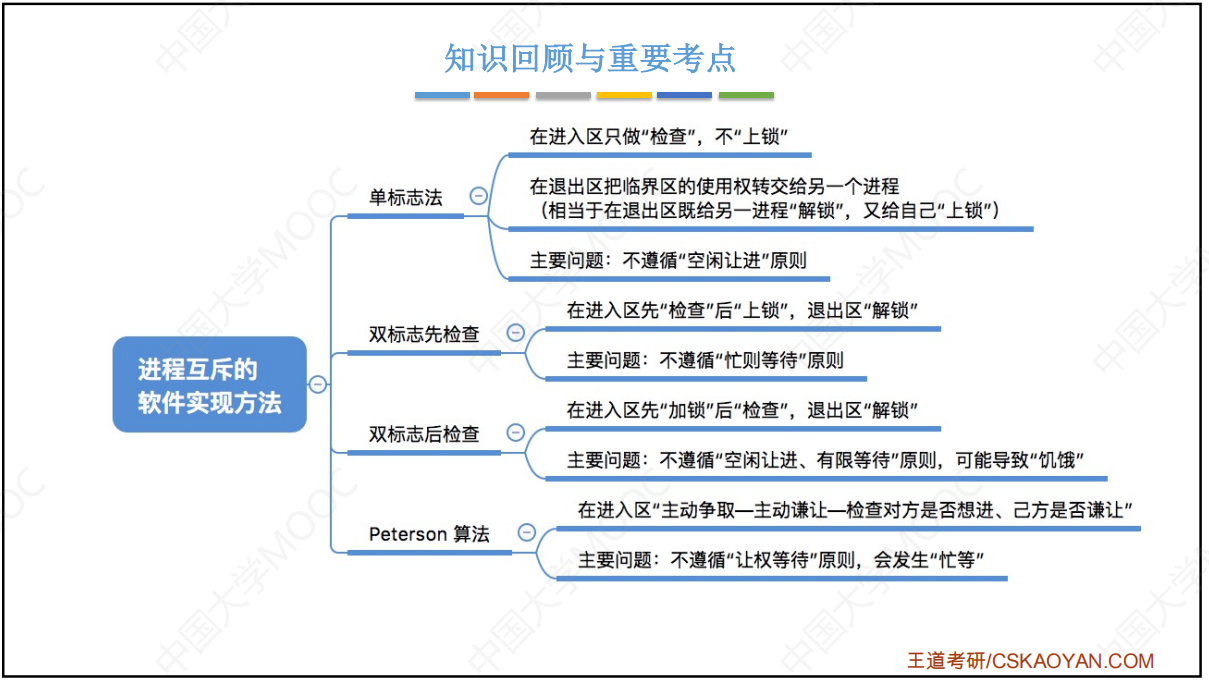 知识回顾与重要考点
在进入区只做“检查”，不“上锁”
单标志法
在退出区把临界区的使用权转交给另一个进程
（相当于在退出区既给另一进程“解锁”，又给自己“上锁”）
主要问题：不遵循“空闲让进”原则
在进入区先“检查”后“上锁”，退出区“解锁”
双标志先检查
主要问题：不遵循“忙则等待”原则
进程互斥的
软件实现方法
在进入区先“加锁”后“检查”，退出区“解锁”
双标志后检查
主要问题：不遵循“空闲让进、有限等待”原则，可能导致“饥饿”
在进入区“主动争取—主动谦让—检查对方是否想进、己方是否谦让”
Peterson 算法
主要问题：不遵循“让权等待”原则，会发生“忙等”
王道考研/CSKAOYAN.COM
中国大学MOOC